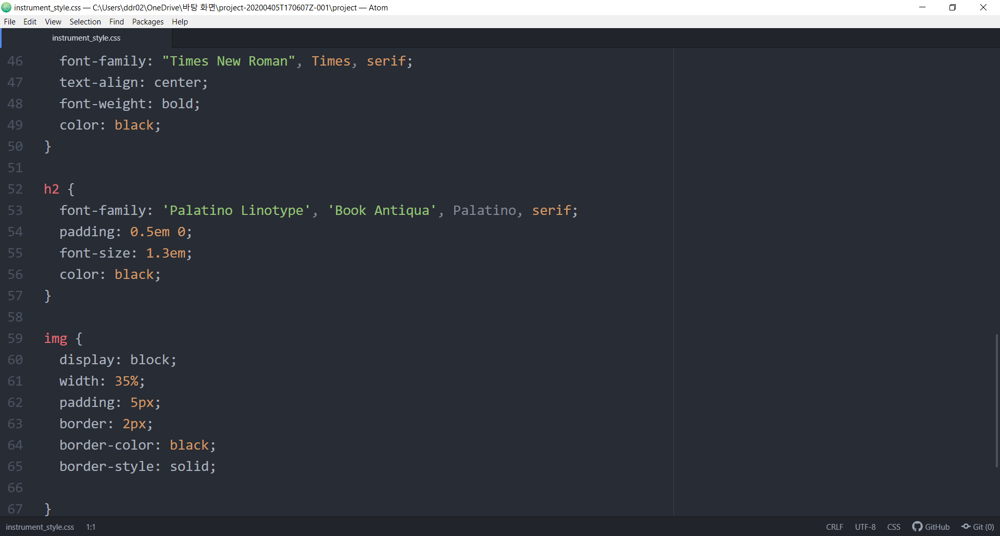 instrument_style.css — C:\Users\ddr02\OneDrive\바탕 화면\project-20200405T170607Z-001\project — Atom
File Edit View Selection Find Packages Help
instrument_style.css
46 font-family: "Times New Roman", Times, serif;
47 text-align: center;
48 font-weight: bold;
49 color: black;
50 }
51
52 h2 {
53 font-family: 'Palatino Linotype', 'Book Antiqua', Palatino, serif;
54 padding: 0.5em 0;
55 font-size: 1.3em;
56 color: black;
57 }
58
59 img {
60 display: block;
61 width: 35%;
62 padding: 5px;
63 border: 2px;
64 border-color: black;
65 border-style: solid;
66
67 }
instrument_style.css 1:1 CRLF UTF-8 CSS GitHub Git (0)